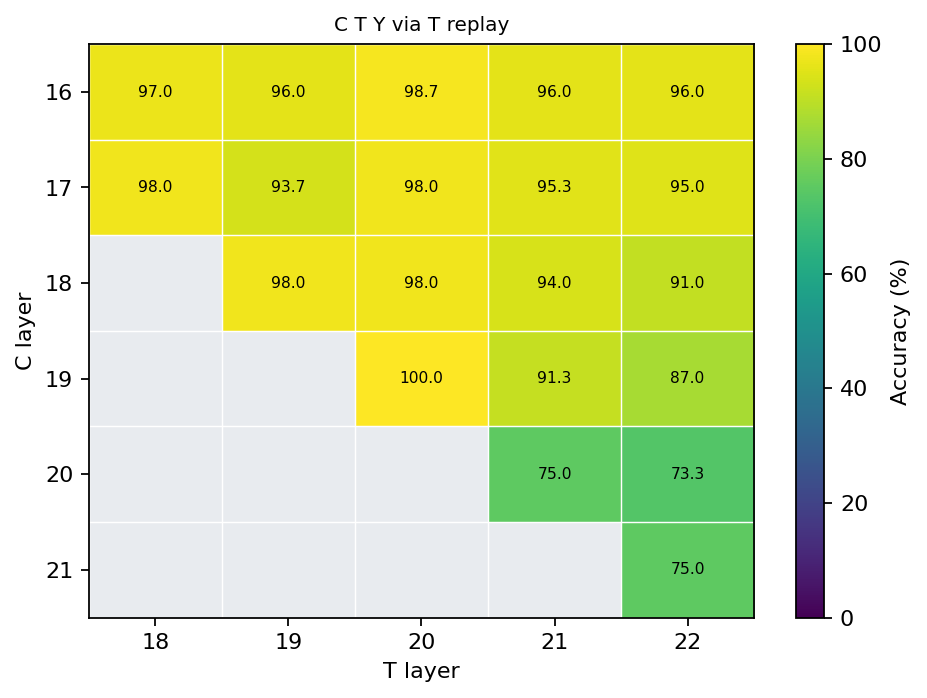 C T Y via T replay
16 97.0 96.0 98.7 96.0 96.0
17 98.0 93.7 98.0 95.3 95.0
18 98.0 98.0 94.0 91.0
19 100.0 91.3 87.0
20 75.0 73.3
21 75.0
18 19 20 21 22
T layer
C layer
100
80
60
40
20
0
Accuracy (%)